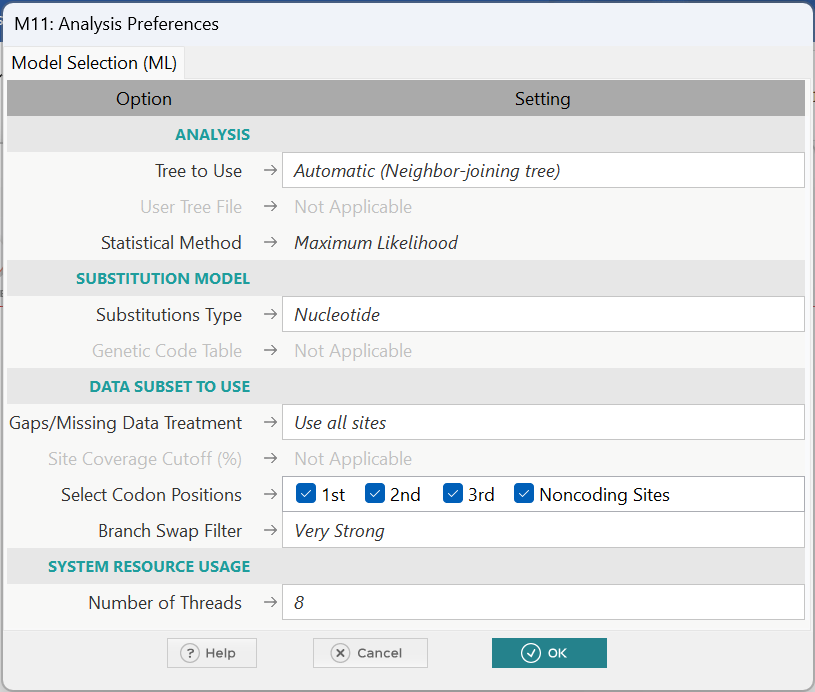 M11: Analysis Preferences
Model Selection (ML)
Option Setting
ANALYSIS
Tree to Use → Automatic (Neighbor-joining tree)
User Tree File → Not Applicable
Statistical Method → Maximum Likelihood
SUBSTITUTION MODEL
Substitutions Type → Nucleotide
Genetic Code Table → Not Applicable
DATA SUBSET TO USE
Gaps/Missing Data Treatment → Use all sites
Site Coverage Cutoff (%) → Not Applicable
Select Codon Positions → 1st 2nd 3rd Noncoding Sites
Branch Swap Filter → Very Strong
SYSTEM RESOURCE USAGE
Number of Threads → 8
? Help Cancel OK